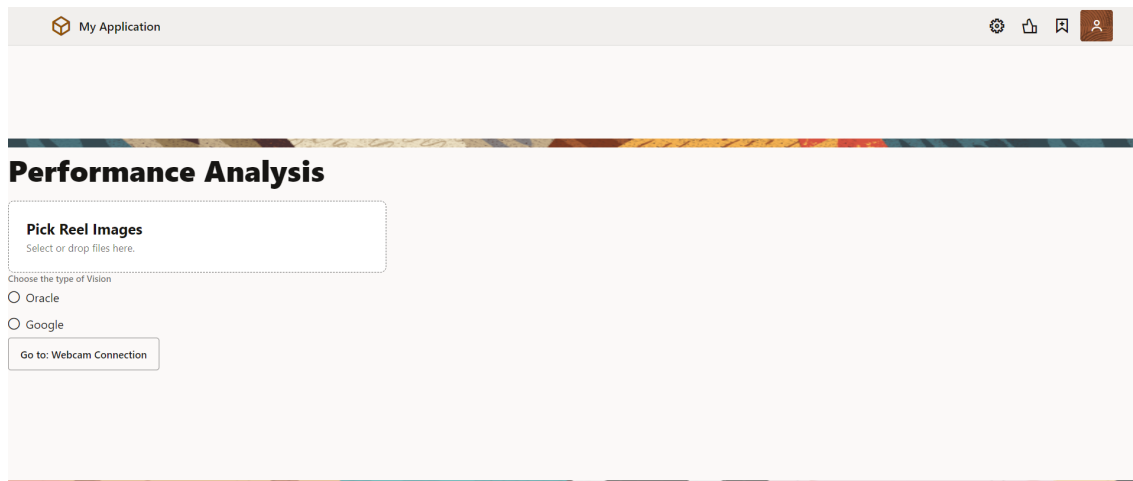 My Application
Performance Analysis
Pick Reel Images
Select or drop files here.
Choose the type of Vision
Oracle
Google
Go to: Webcam Connection